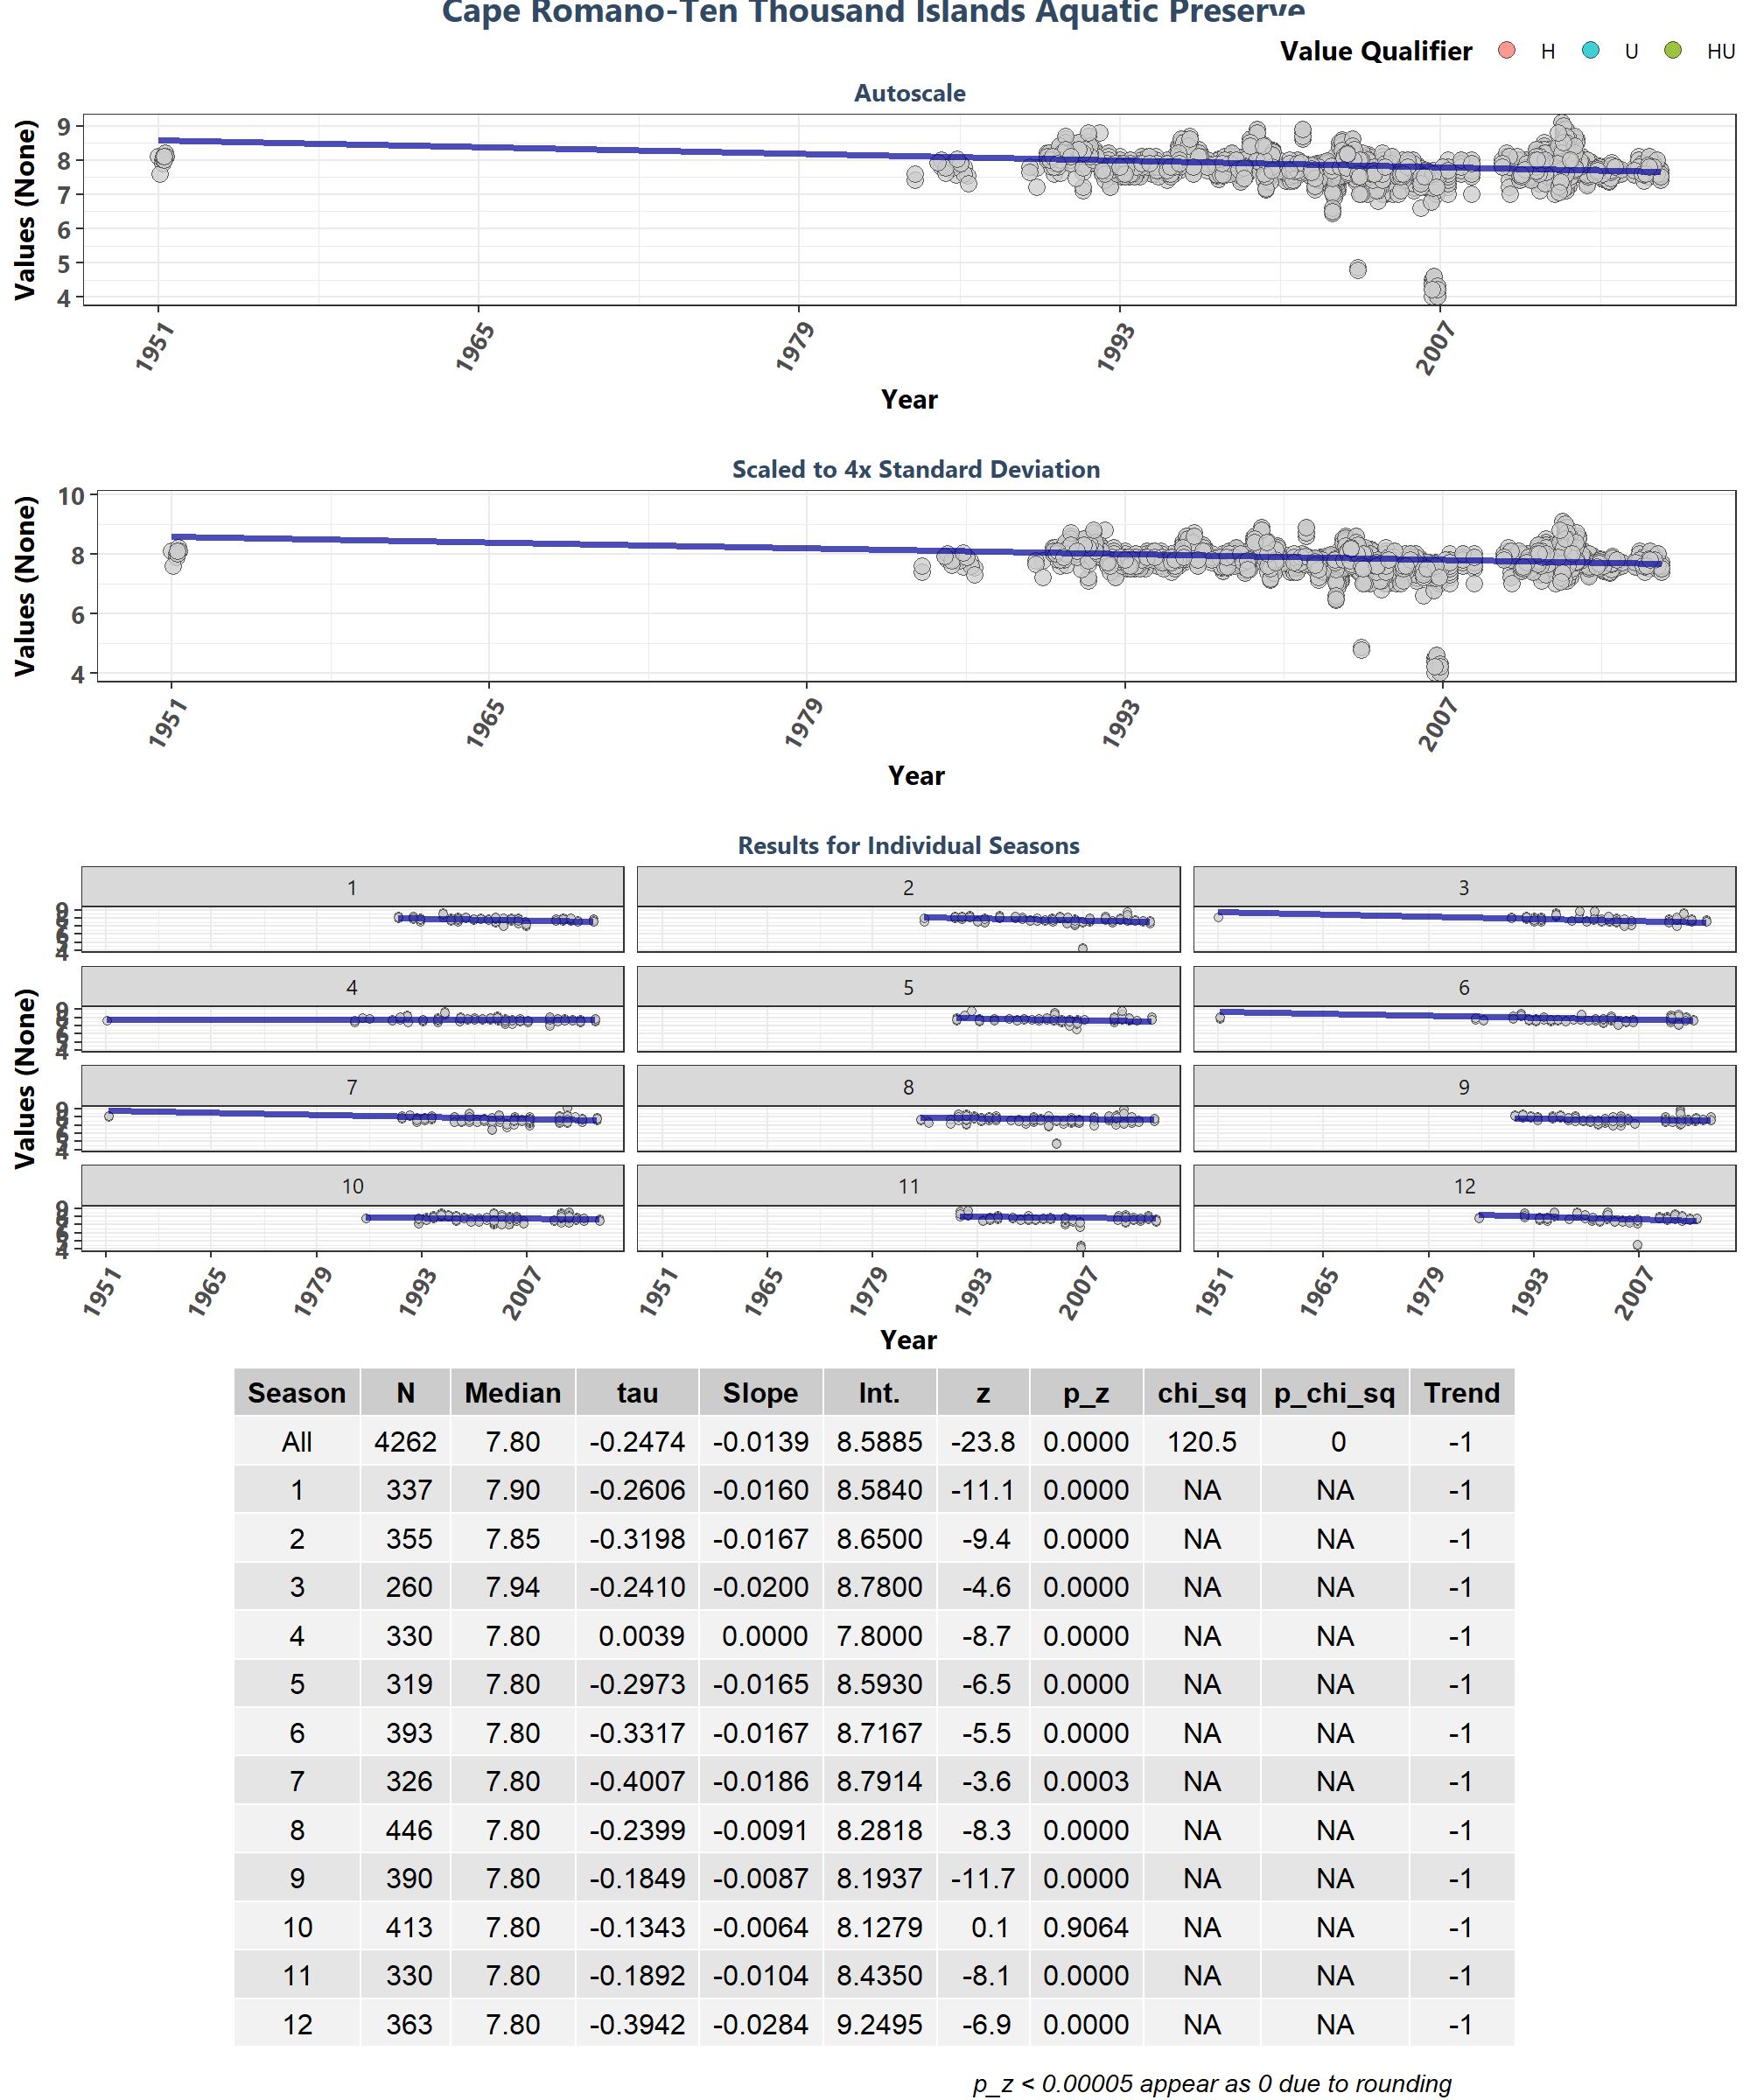 Cape Romano-Ten Thousand Islands Aquatic Preserve
Value Qualifier H U HU
Autoscale
Values (None)
9
8
7
6
5
4
1951 1965 1979 1993 2007
Year
Scaled to 4x Standard Deviation
Values (None)
10
8
6
4
1951 1965 1979 1993 2007
Year
Results for Individual Seasons
Values (None)
1 2 3
4 5 6
7 8 9
10 11 12
1951 1965 1979 1993 2007 1951 1965 1979 1993 2007 1951 1965 1979 1993 2007
Year
Season N Median tau Slope Int. z p_z chi_sq p_chi_sq Trend
All 4262 7.80 -0.2474 -0.0139 8.5885 -23.8 0.0000 120.5 0 -1
1 337 7.90 -0.2606 -0.0160 8.5840 -11.1 0.0000 NA NA -1
2 355 7.85 -0.3198 -0.0167 8.6500 -9.4 0.0000 NA NA -1
3 260 7.94 -0.2410 -0.0200 8.7800 -4.6 0.0000 NA NA -1
4 330 7.80 0.0039 0.0000 7.8000 -8.7 0.0000 NA NA -1
5 319 7.80 -0.2973 -0.0165 8.5930 -6.5 0.0000 NA NA -1
6 393 7.80 -0.3317 -0.0167 8.7167 -5.5 0.0000 NA NA -1
7 326 7.80 -0.4007 -0.0186 8.7914 -3.6 0.0003 NA NA -1
8 446 7.80 -0.2399 -0.0091 8.2818 -8.3 0.0000 NA NA -1
9 390 7.80 -0.1849 -0.0087 8.1937 -11.7 0.0000 NA NA -1
10 413 7.80 -0.1343 -0.0064 8.1279 0.1 0.9064 NA NA -1
11 330 7.80 -0.1892 -0.0104 8.4350 -8.1 0.0000 NA NA -1
12 363 7.80 -0.3942 -0.0284 9.2495 -6.9 0.0000 NA NA -1
p_z < 0.00005 appear as 0 due to rounding